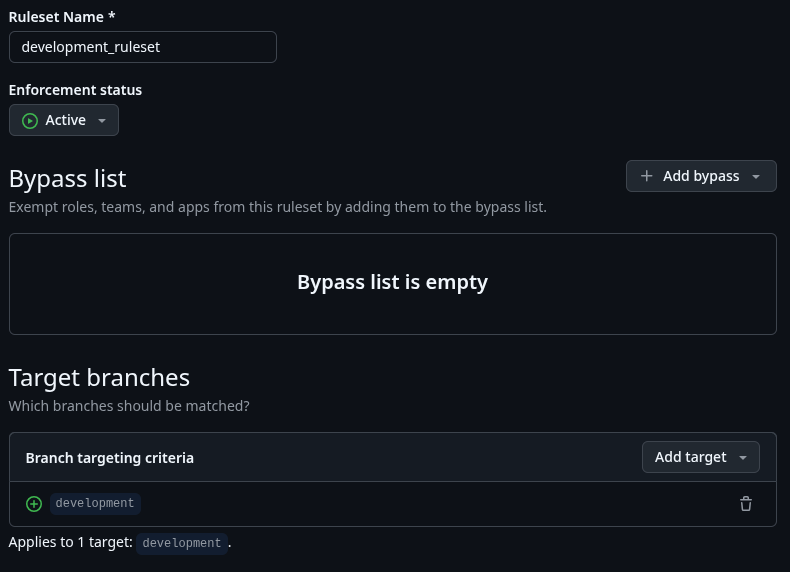 Ruleset Name *
development_ruleset
Enforcement status
Active
Bypass list
Add bypass
Exempt roles, teams, and apps from this ruleset by adding them to the bypass list.
Bypass list is empty
Target branches
Which branches should be matched?
Branch targeting criteria
Add target
development
Applies to 1 target: development.